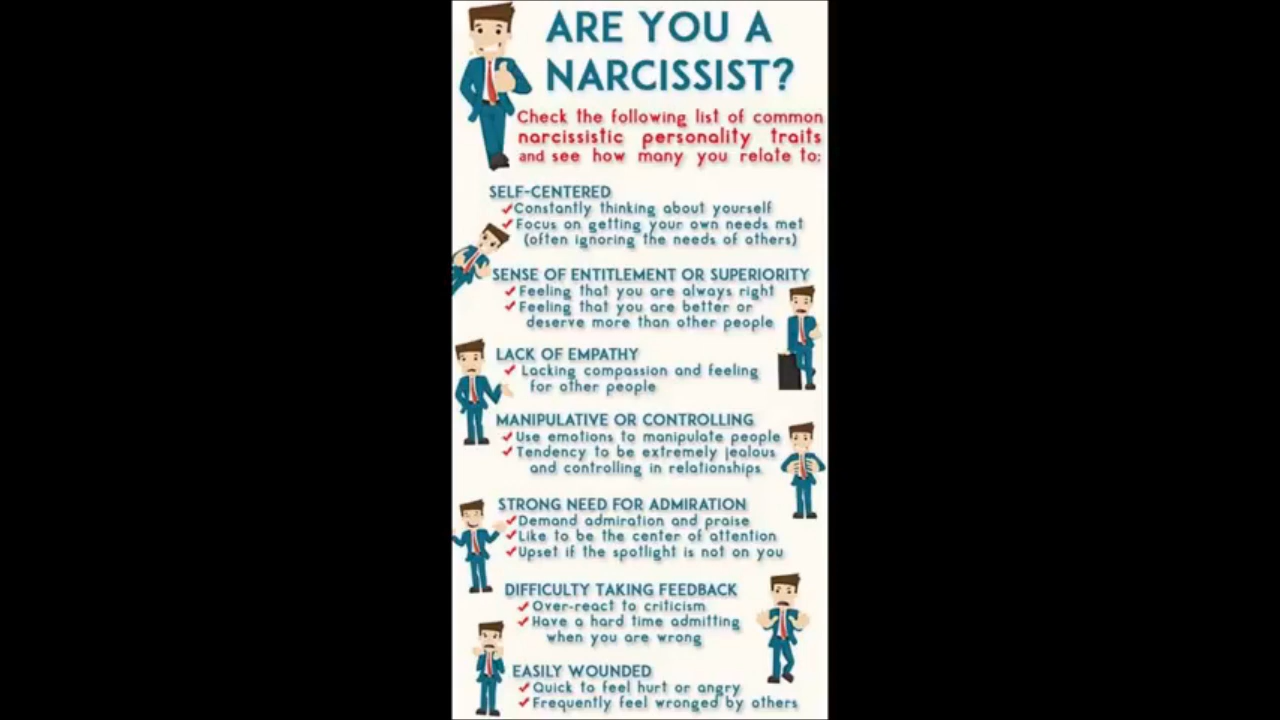 ARE YOU A
NARCISSIST?
Check the following list of common
narcissistic personality traits
and see how many you relate to:
SELF-CENTERED
Constantly thinking about yourself
Focus on getting your own needs met
(often ignoring the needs of others)
SENSE OF ENTITLEMENT OR SUPERIORITY
Feeling that you are always right
Feeling that you are better or
deserve more than other people
LACK OF EMPATHY
Lacking compassion and feeling
for other people
MANIPULATIVE OR CONTROLLING
Use emotions to manipulate people
Tendency to be extremely jealous
and controlling in relationships
STRONG NEED FOR ADMIRATION
Demand admiration and praise
Like to be the center of attention
Upset if the spotlight is not on you
DIFFICULTY TAKING FEEDBACK
Over-react to criticism
Have a hard time admitting
when you are wrong
EASILY WOUNDED
Quick to feel hurt or angry
Frequently feel wronged by others